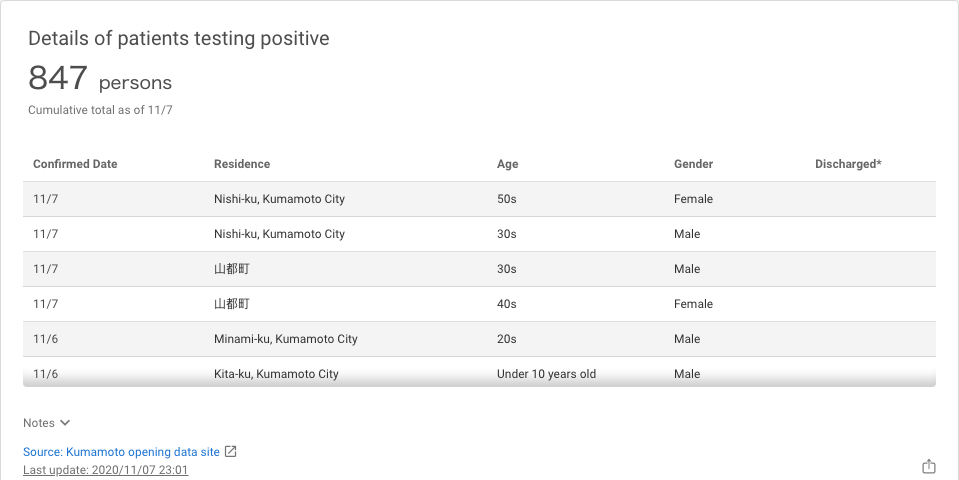 Details of patients testing positive
847 persons
Cumulative total as of 11/7
Confirmed Date Residence Age Gender Discharged*
11/7 Nishi-ku, Kumamoto City 50s Female
11/7 Nishi-ku, Kumamoto City 30s Male
11/7 山都町 30s Male
11/7 山都町 40s Female
11/6 Minami-ku, Kumamoto City 20s Male
11/6 Kita-ku, Kumamoto City Under 10 years old Male
Notes
Source: Kumamoto opening data site
Last update: 2020/11/07 23:01